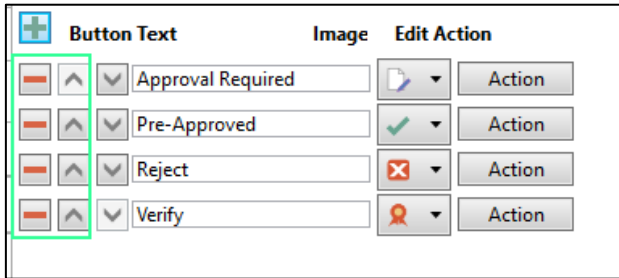 Button Text Image Edit Action
Approval Required Action
Pre-Approved Action
Reject Action
Verify Action